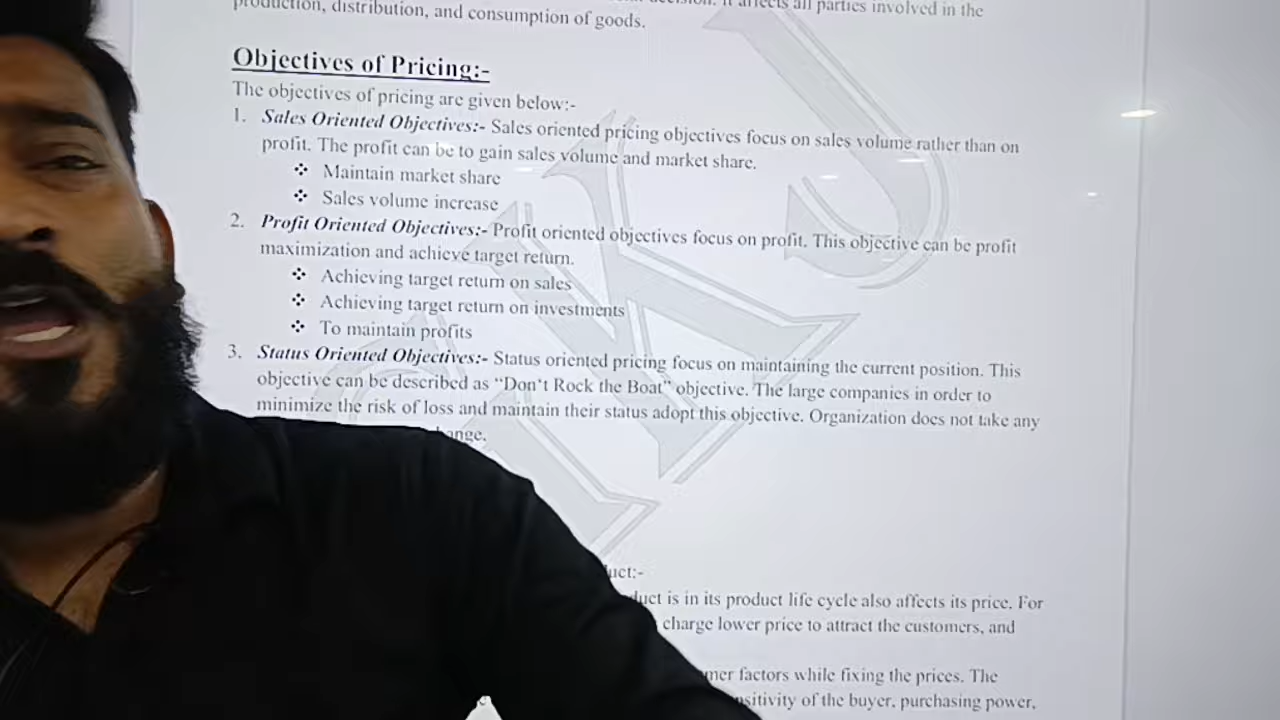 production, distribution, and consumption of goods.
affects all parties involved in the
Objectives of Pricing:-
The objectives of pricing are given below:-
1. Sales Oriented Objectives:- Sales oriented pricing objectives focus on sales volume rather than on
profit. The profit can be to gain sales volume and market share.
❖ Maintain market share
❖ Sales volume increase
2. Profit Oriented Objectives:- Profit oriented objectives focus on profit. This objective can be profit
maximization and achieve target return.
❖ Achieving target return on sales
❖ Achieving target return on investments
❖ To maintain profits
3. Status Oriented Objectives:- Status oriented pricing focus on maintaining the current position. This
objective can be described as "Don't Rock the Boat" objective. The large companies in order to
minimize the risk of loss and maintain their status adopt this objective. Organization does not take any
is in its product life cycle also affects its price. For
charge lower price to attract the customers, and
factors while fixing the prices. The
of the buyer, purchasing power,